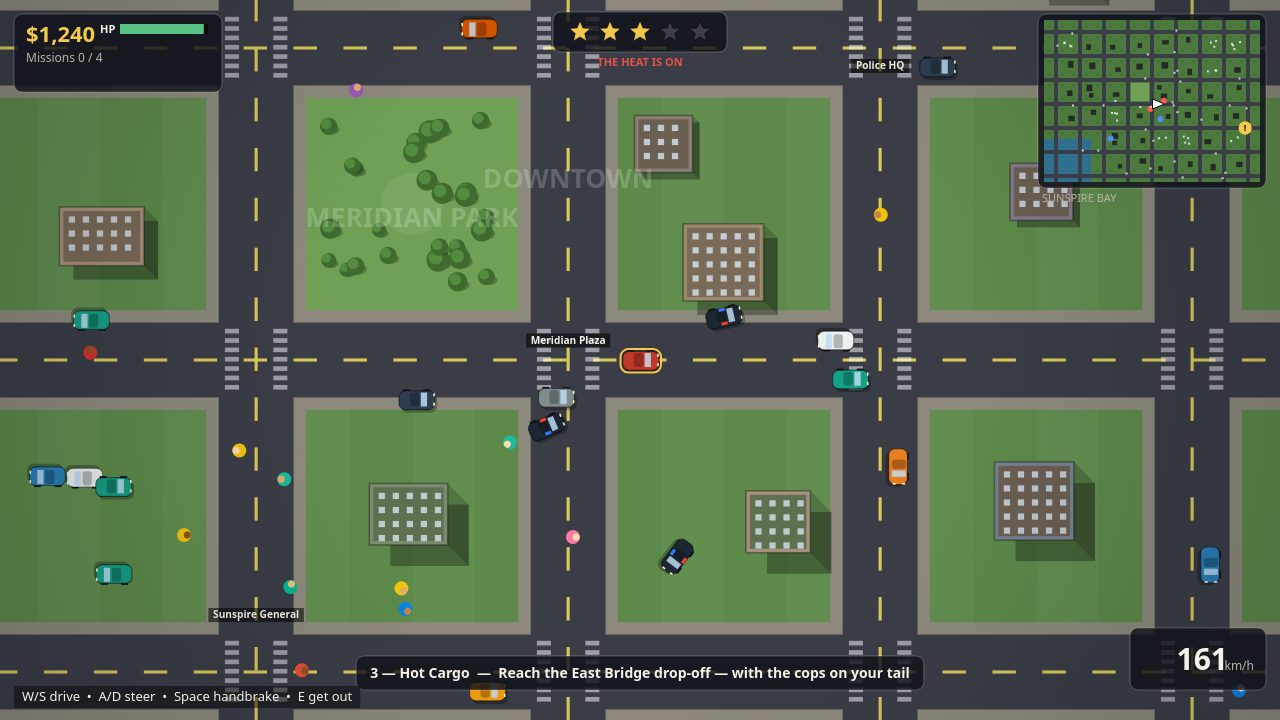 $1,240 HP
Missions 0 / 4
THE HEAT IS ON
Police HQ
!
SUNSPIRE BAY
DOWNTOWN
MERIDIAN PARK
Meridian Plaza
Sunspire General
3 — Hot Cargo — Reach the East Bridge drop-off — with the cops on your tail
161 km/h
W/S drive • A/D steer • Space handbrake • E get out